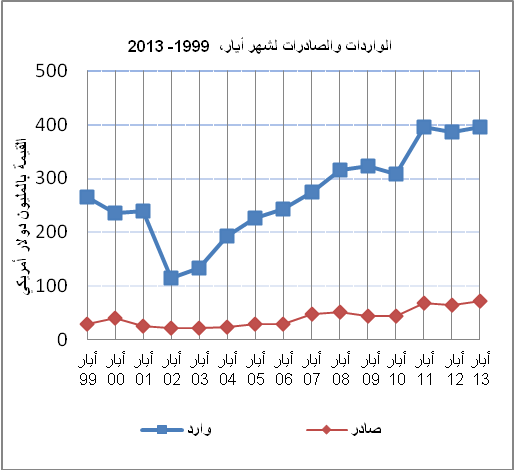 الواردات والصادرات لشهر أيار، 1999- 2013
القيمة بالمليون دولار أمريكي
500
400
300
200
100
0
أيار 99
أيار 00
أيار 01
أيار 02
أيار 03
أيار 04
أيار 05
أيار 06
أيار 07
أيار 08
أيار 09
أيار 10
أيار 11
أيار 12
أيار 13
وارد
صادر